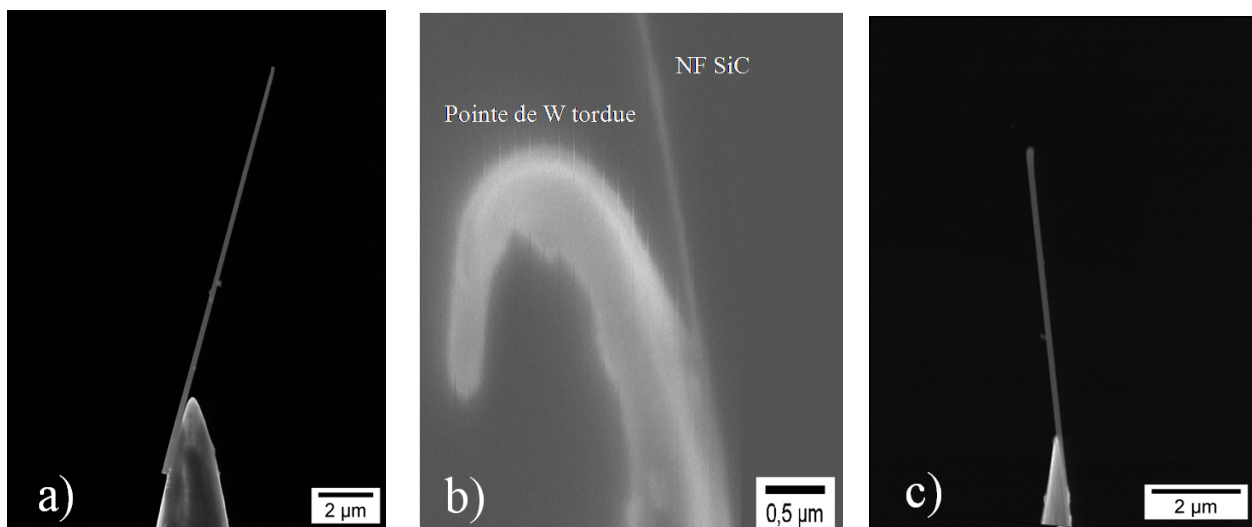 NF SiC
Pointe de W tordue
a)
2 µm
b)
0,5 µm
c)
2 µm